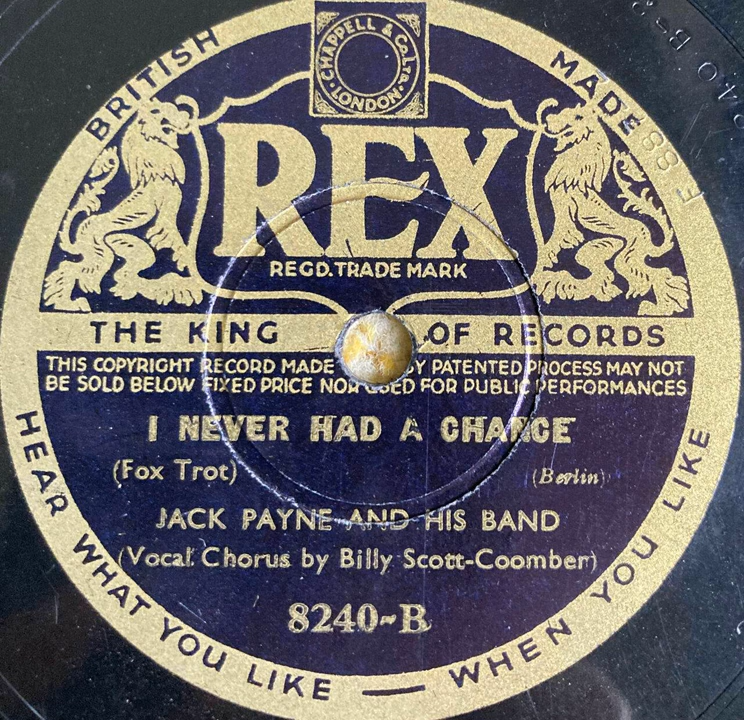 CHAPPELL & Co. Ltd.
LONDON
BRITISH
MADE
REX
REGD. TRADE MARK
THE KING OF RECORDS
THIS COPYRIGHT RECORD MADE BY PATENTED PROCESS MAY NOT
BE SOLD BELOW FIXED PRICE NOR USED FOR PUBLIC PERFORMANCES
I NEVER HAD A CHANCE
(Fox Trot) (Berlin)
JACK PAYNE AND HIS BAND
(Vocal Chorus by Billy Scott-Coomber)
8240-B
HEAR WHAT YOU LIKE — WHEN YOU LIKE